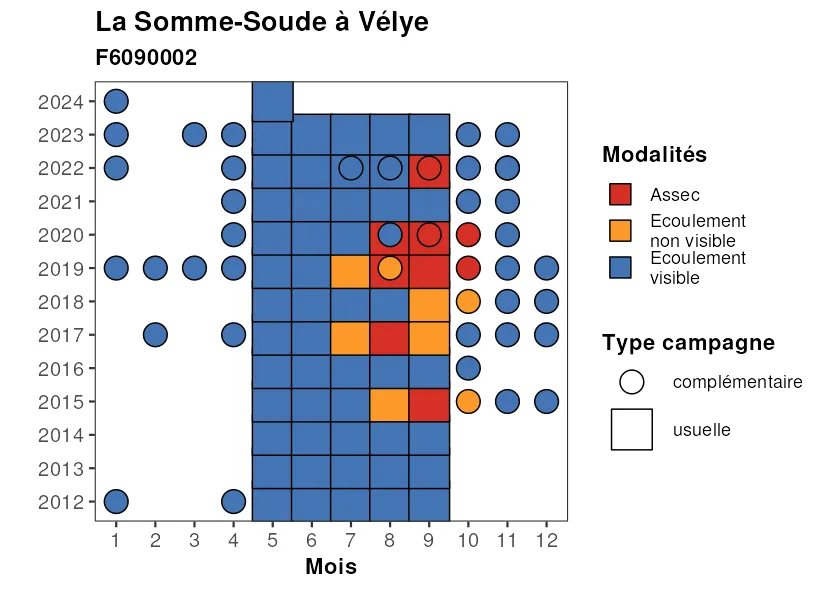 La Somme-Soude à Vélye
F6090002
2024
2023
2022
2021
2020
2019
2018
2017
2016
2015
2014
2013
2012
1 2 3 4 5 6 7 8 9 10 11 12
Mois
Modalités
Assec
Ecoulement
non visible
Ecoulement
visible
Type campagne
complémentaire
usuelle